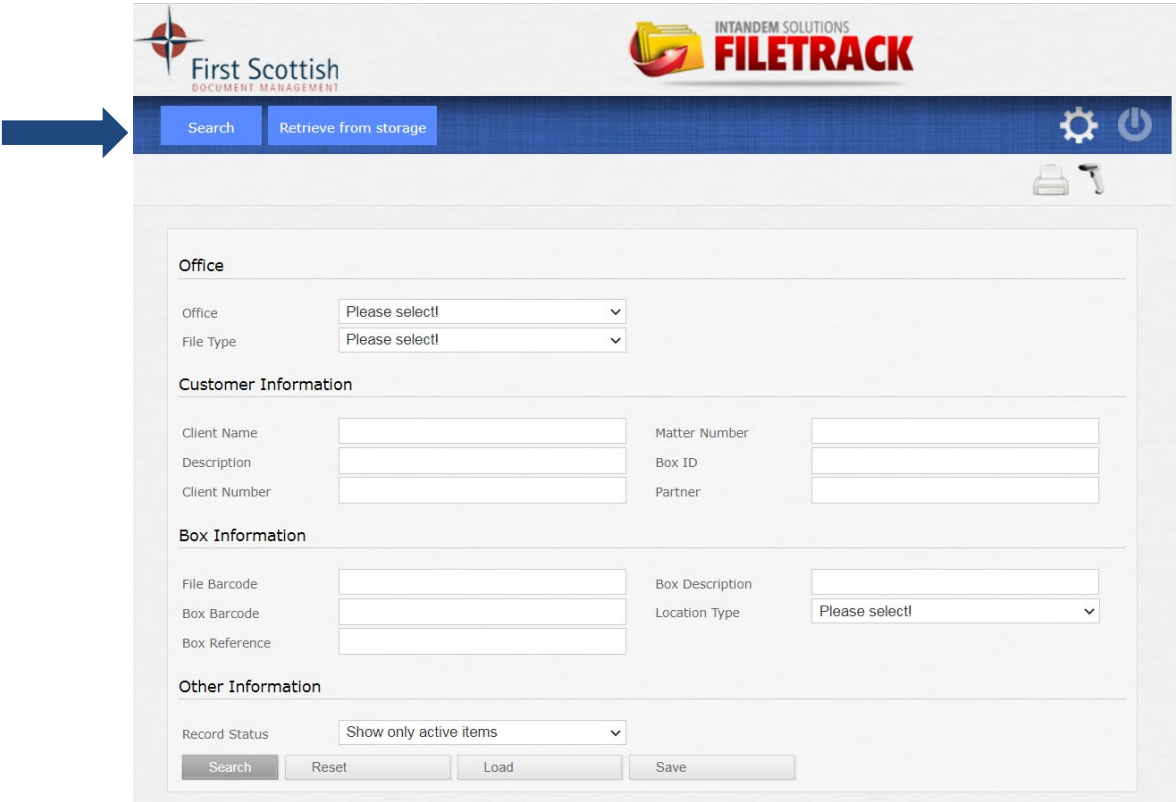 First Scottish
DOCUMENT MANAGEMENT
INTANDEM SOLUTIONS
FILETRACK
Search
Retrieve from storage
Office
Office
Please select!
File Type
Please select!
Customer Information
Client Name
Matter Number
Description
Box ID
Client Number
Partner
Box Information
File Barcode
Box Description
Box Barcode
Location Type
Please select!
Box Reference
Other Information
Record Status
Show only active items
Search
Reset
Load
Save